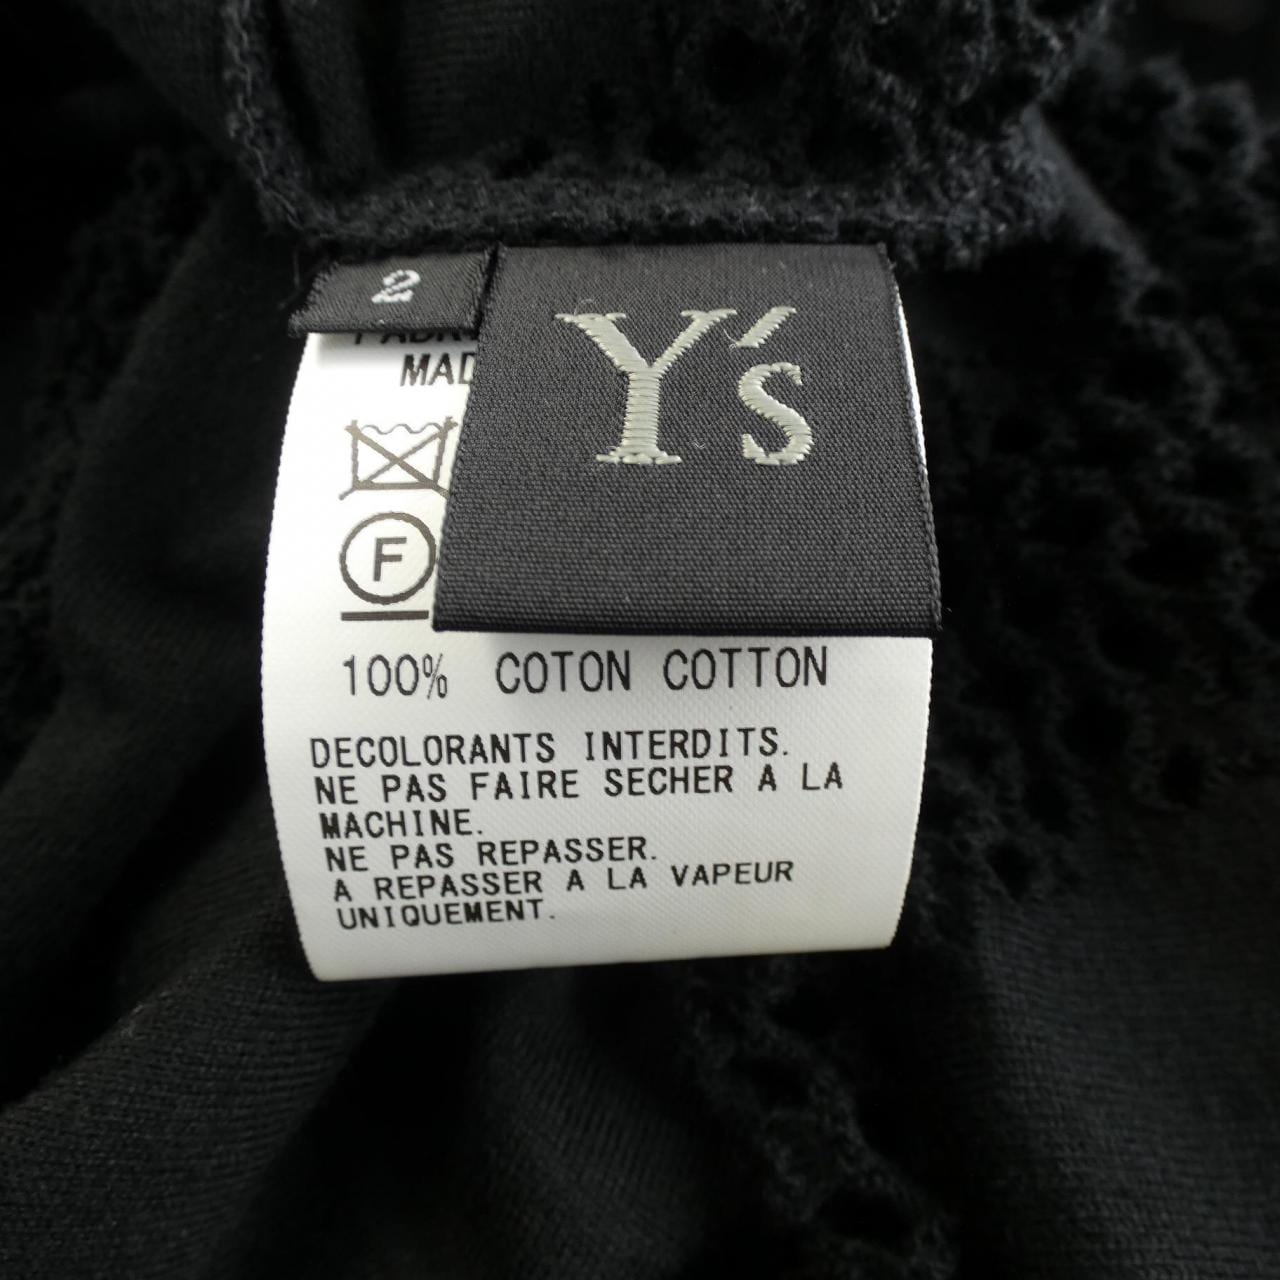 2
Y's
F
100% COTON COTTON
DECOLORANTS INTERDITS.
NE PAS FAIRE SECHER A LA
MACHINE.
NE PAS REPASSER.
A REPASSER A LA VAPEUR
UNIQUEMENT.